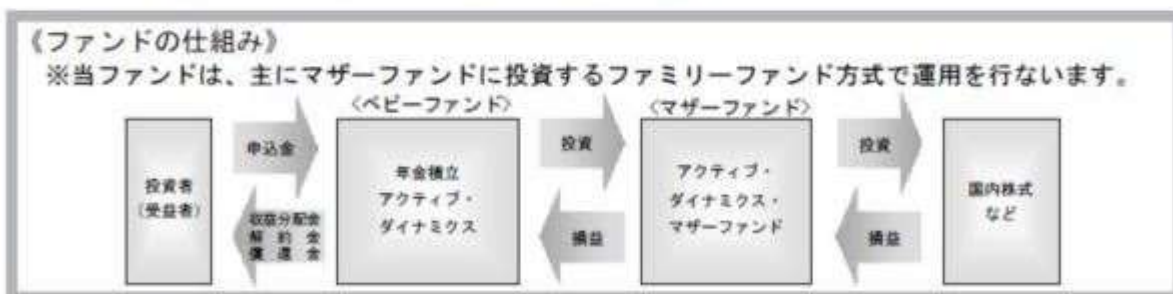 《ファンドの仕組み》
※当ファンドは、主にマザーファンドに投資するファミリーファンド方式で運用を行ないます。
〈ベビーファンド〉
〈マザーファンド〉
投資者
(受益者)
申込金
収益分配金
解約金
償還金
年金積立
アクティブ・
ダイナミクス
投資
損益
アクティブ・
ダイナミクス・
マザーファンド
投資
損益
国内株式
など